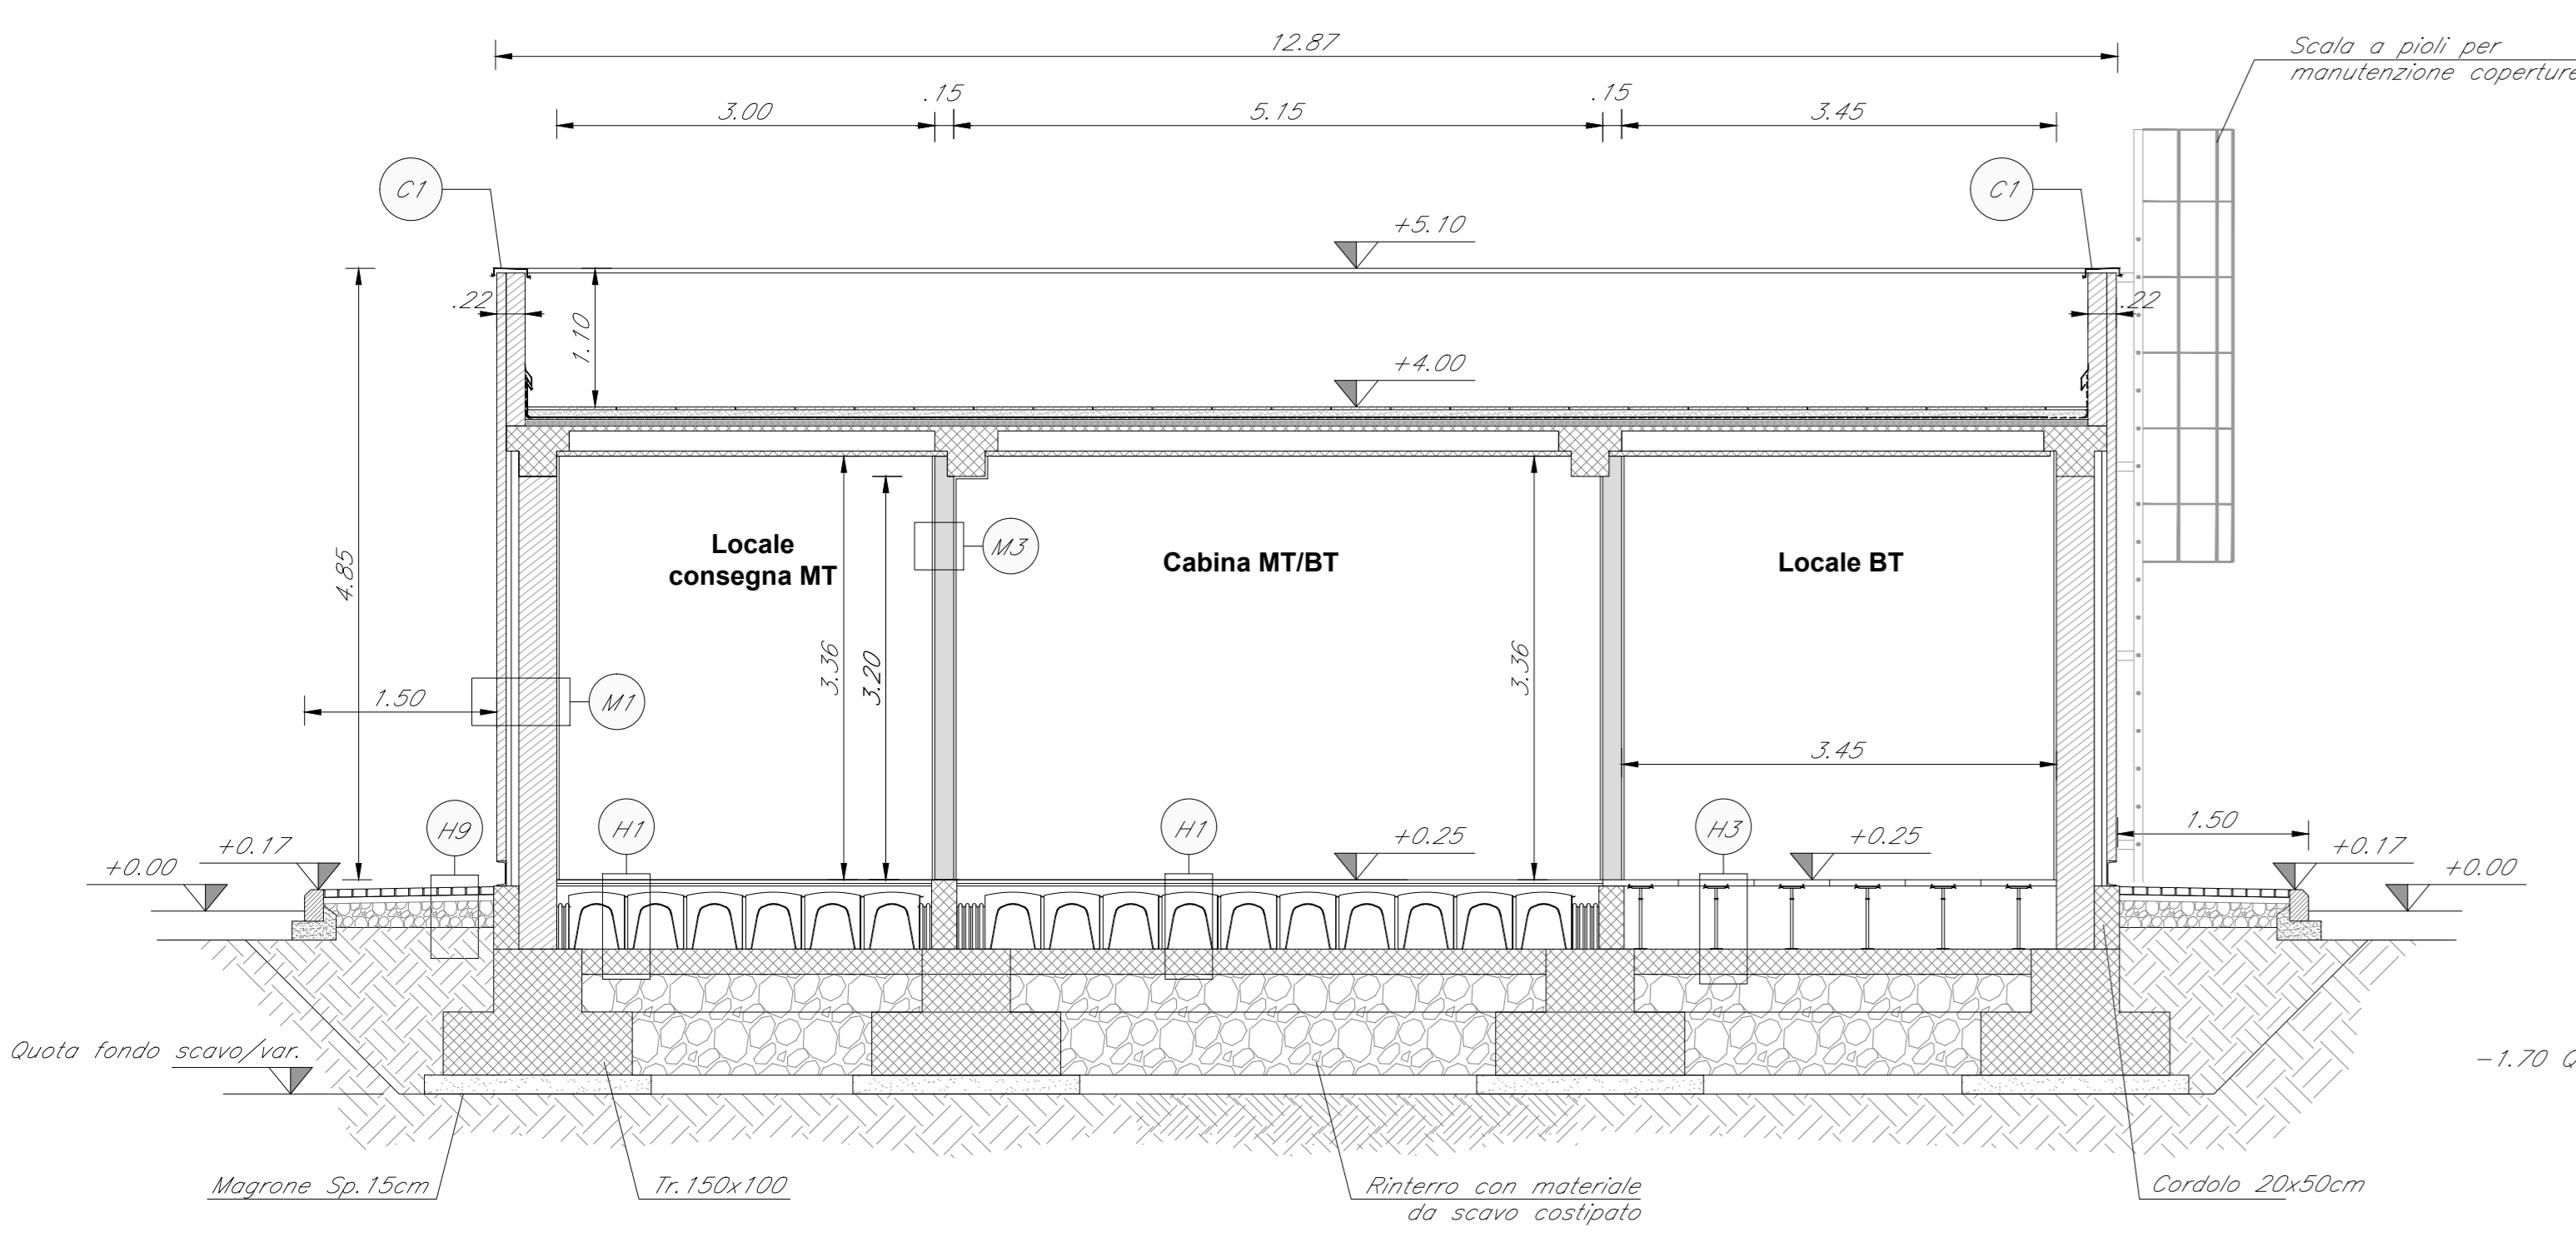 12.87
Scala a pioli per
manutenzione coperture
.15
.15
3.00
5.15
3.45
C1
C1
+5.10
.22
.22
1.10
+4.00
Locale
consegna MT
M3
Cabina MT/BT
Locale BT
4.85
3.36
3.20
3.36
1.50
M1
3.45
H9
H1
H1
H3
1.50
+0.00
+0.17
+0.25
+0.25
+0.17
+0.00
Quota fondo scavo/var.
-1.70 Q
Magrone Sp.15cm
Tr.150x100
Rinterro con materiale
da scavo costipato
Cordolo 20x50cm